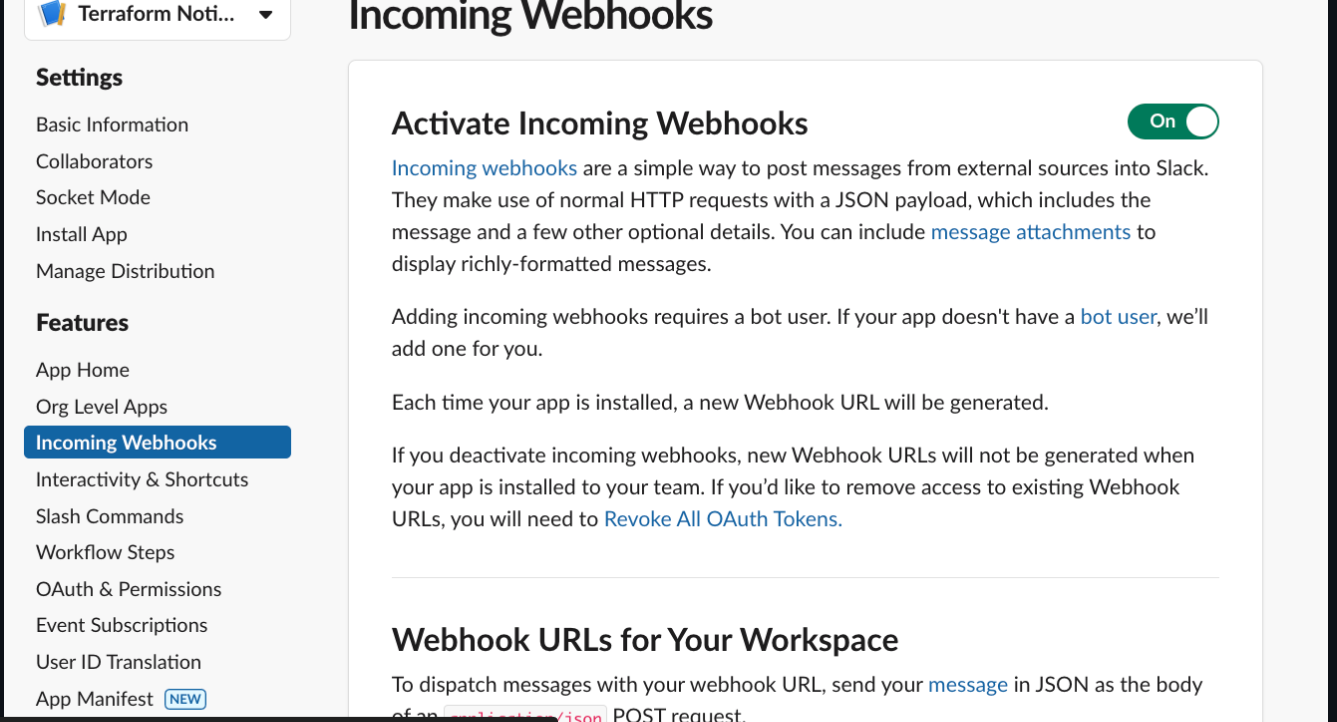 Terraform Noti...
Incoming Webhooks
Settings
Basic Information
Collaborators
Socket Mode
Install App
Manage Distribution
Features
App Home
Org Level Apps
Incoming Webhooks
Interactivity & Shortcuts
Slash Commands
Workflow Steps
OAuth & Permissions
Event Subscriptions
User ID Translation
App Manifest NEW
Activate Incoming Webhooks
On
Incoming webhooks are a simple way to post messages from external sources into Slack.
They make use of normal HTTP requests with a JSON payload, which includes the
message and a few other optional details. You can include message attachments to
display richly-formatted messages.
Adding incoming webhooks requires a bot user. If your app doesn't have a bot user, we’ll
add one for you.
Each time your app is installed, a new Webhook URL will be generated.
If you deactivate incoming webhooks, new Webhook URLs will not be generated when
your app is installed to your team. If you’d like to remove access to existing Webhook
URLs, you will need to Revoke All OAuth Tokens.
Webhook URLs for Your Workspace
To dispatch messages with your webhook URL, send your message in JSON as the body
of an application/json POST request.